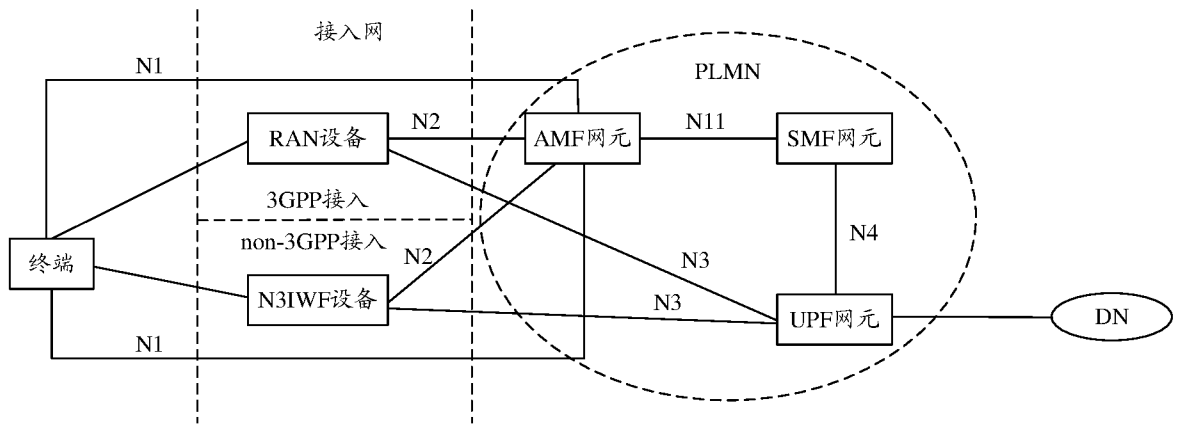 接入网
N1
PLMN
RAN设备
N2
AMF网元
N11
SMF网元
3GPP接入
non-3GPP接入
N2
N4
终端
N3
N3IWF设备
N3
UPF网元
DN
N1